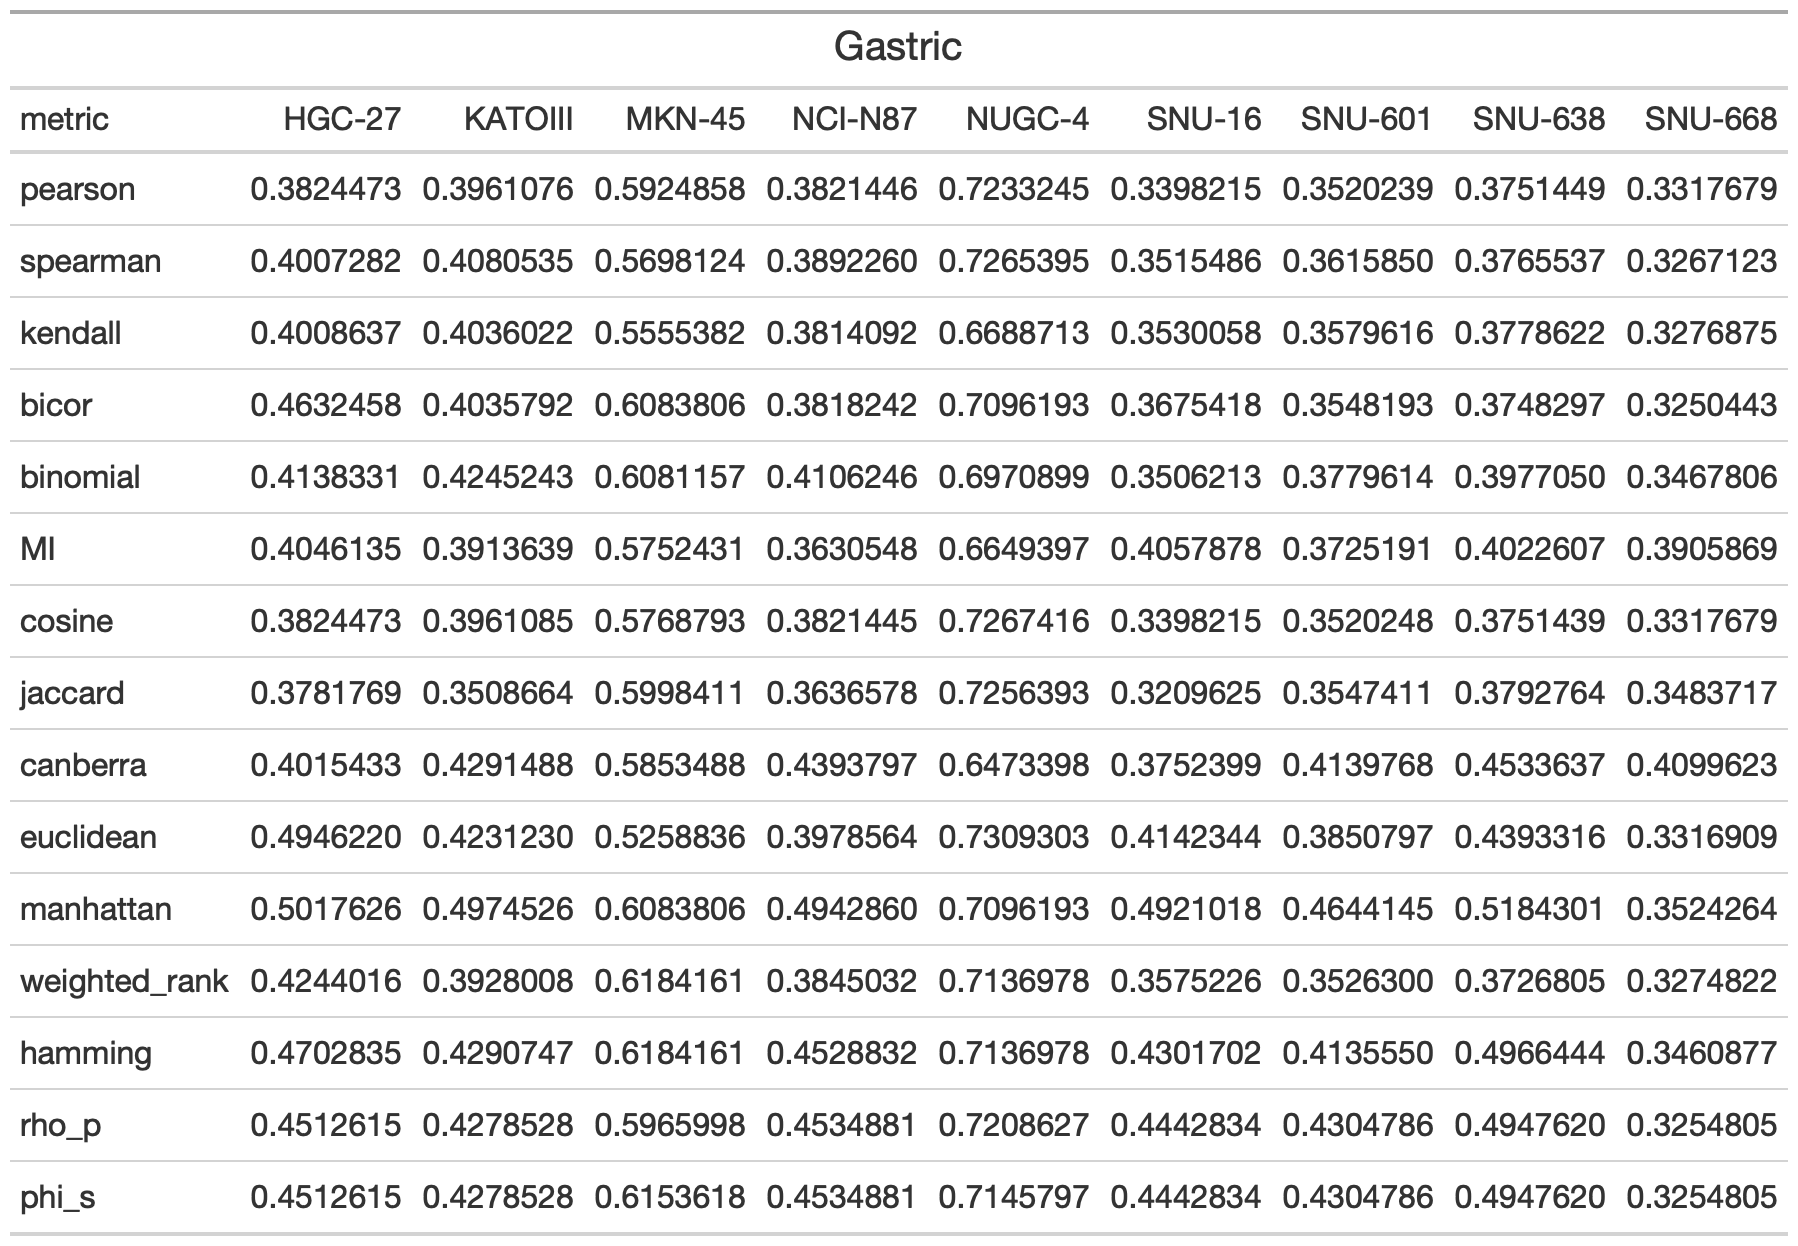 Gastric
metric HGC-27 KATOIII MKN-45 NCI-N87 NUGC-4 SNU-16 SNU-601 SNU-638 SNU-668
pearson 0.3824473 0.3961076 0.5924858 0.3821446 0.7233245 0.3398215 0.3520239 0.3751449 0.3317679
spearman 0.4007282 0.4080535 0.5698124 0.3892260 0.7265395 0.3515486 0.3615850 0.3765537 0.3267123
kendall 0.4008637 0.4036022 0.5555382 0.3814092 0.6688713 0.3530058 0.3579616 0.3778622 0.3276875
bicor 0.4632458 0.4035792 0.6083806 0.3818242 0.7096193 0.3675418 0.3548193 0.3748297 0.3250443
binomial 0.4138331 0.4245243 0.6081157 0.4106246 0.6970899 0.3506213 0.3779614 0.3977050 0.3467806
MI 0.4046135 0.3913639 0.5752431 0.3630548 0.6649397 0.4057878 0.3725191 0.4022607 0.3905869
cosine 0.3824473 0.3961085 0.5768793 0.3821445 0.7267416 0.3398215 0.3520248 0.3751439 0.3317679
jaccard 0.3781769 0.3508664 0.5998411 0.3636578 0.7256393 0.3209625 0.3547411 0.3792764 0.3483717
canberra 0.4015433 0.4291488 0.5853488 0.4393797 0.6473398 0.3752399 0.4139768 0.4533637 0.4099623
euclidean 0.4946220 0.4231230 0.5258836 0.3978564 0.7309303 0.4142344 0.3850797 0.4393316 0.3316909
manhattan 0.5017626 0.4974526 0.6083806 0.4942860 0.7096193 0.4921018 0.4644145 0.5184301 0.3524264
weighted_rank 0.4244016 0.3928008 0.6184161 0.3845032 0.7136978 0.3575226 0.3526300 0.3726805 0.3274822
hamming 0.4702835 0.4290747 0.6184161 0.4528832 0.7136978 0.4301702 0.4135550 0.4966444 0.3460877
rho_p 0.4512615 0.4278528 0.5965998 0.4534881 0.7208627 0.4442834 0.4304786 0.4947620 0.3254805
phi_s 0.4512615 0.4278528 0.6153618 0.4534881 0.7145797 0.4442834 0.4304786 0.4947620 0.3254805